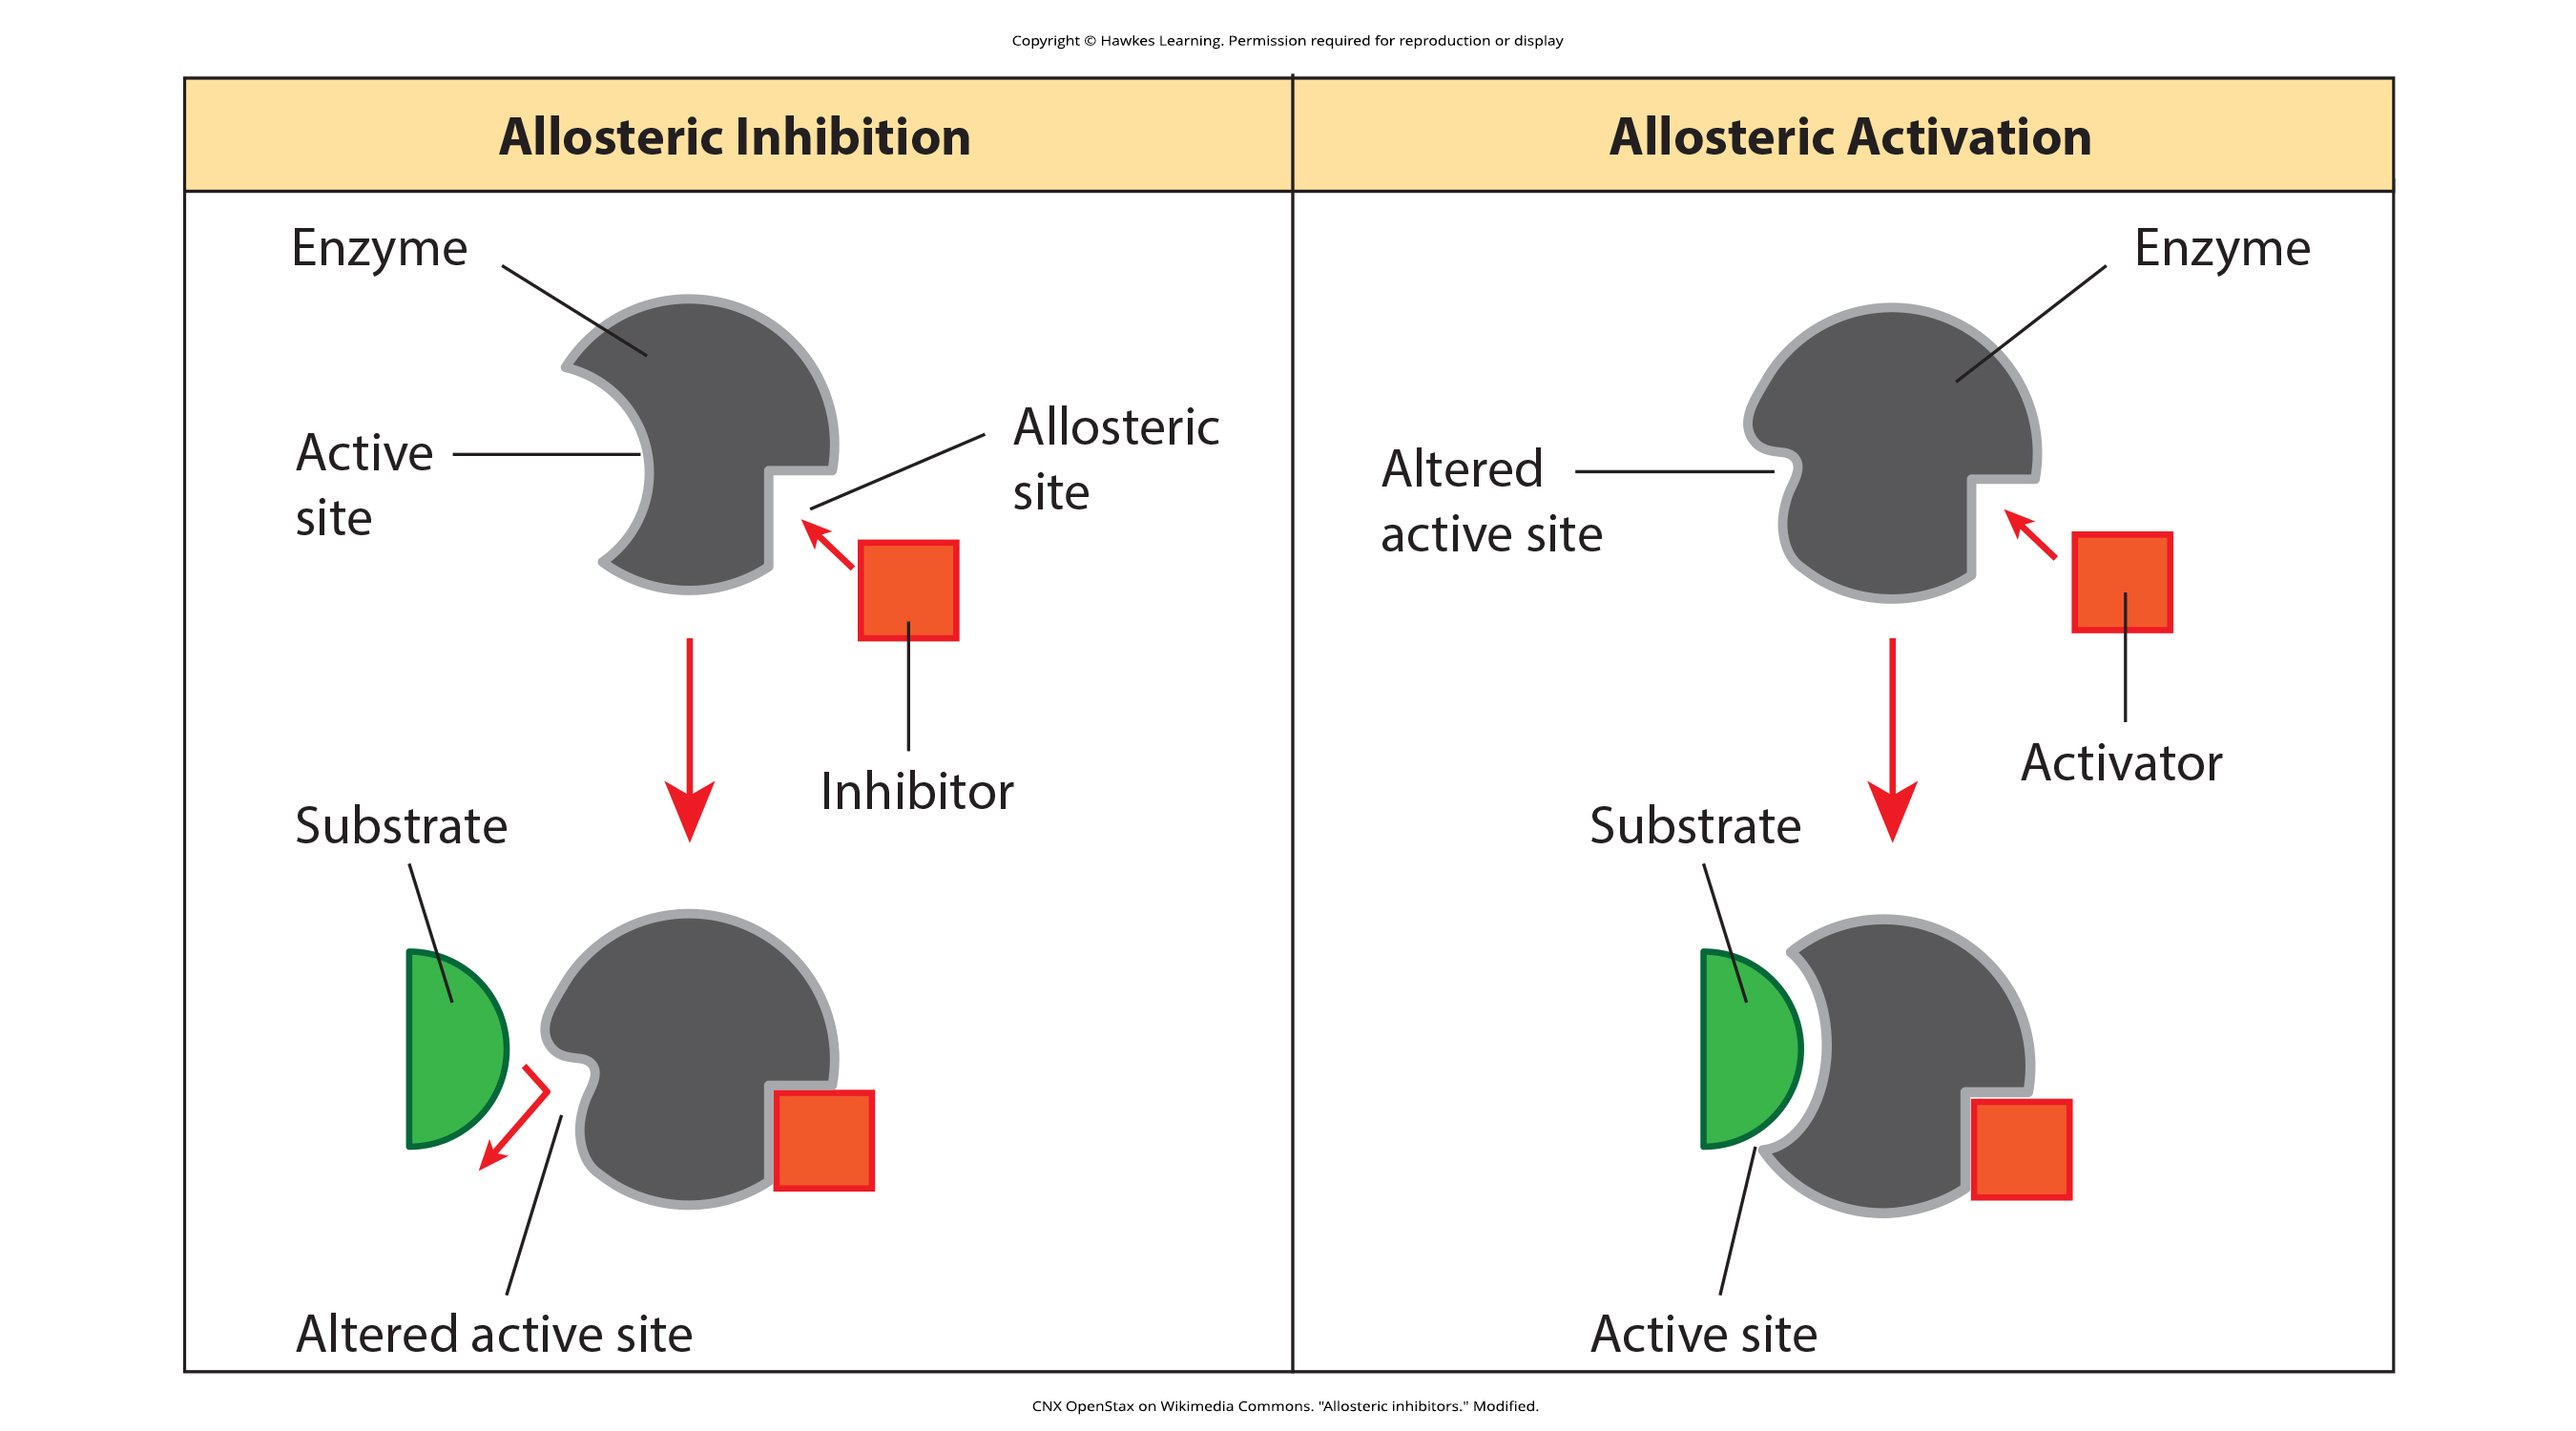 Copyright © Hawkes Learning. Permission required for reproduction or display
Allosteric Inhibition
Enzyme
Active
site
Allosteric
site
Inhibitor
Substrate
Altered active site
Allosteric Activation
Enzyme
Altered
active site
Activator
Substrate
Active site
CNX OpenStax on Wikimedia Commons. "Allosteric inhibitors." Modified.